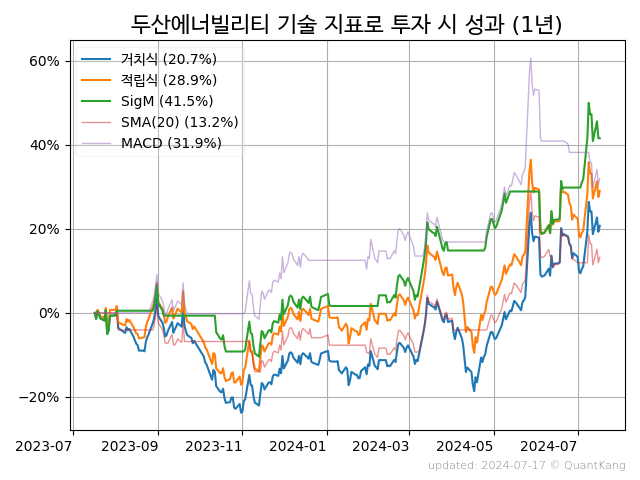 두산에너빌리티 기술 지표로 투자 시 성과 (1년)
60%
40%
20%
0%
−20%
거치식 (20.7%)
적립식 (28.9%)
SigM (41.5%)
SMA(20) (13.2%)
MACD (31.9%)
2023-07 2023-09 2023-11 2024-01 2024-03 2024-05 2024-07
updated: 2024-07-17 © QuantKang